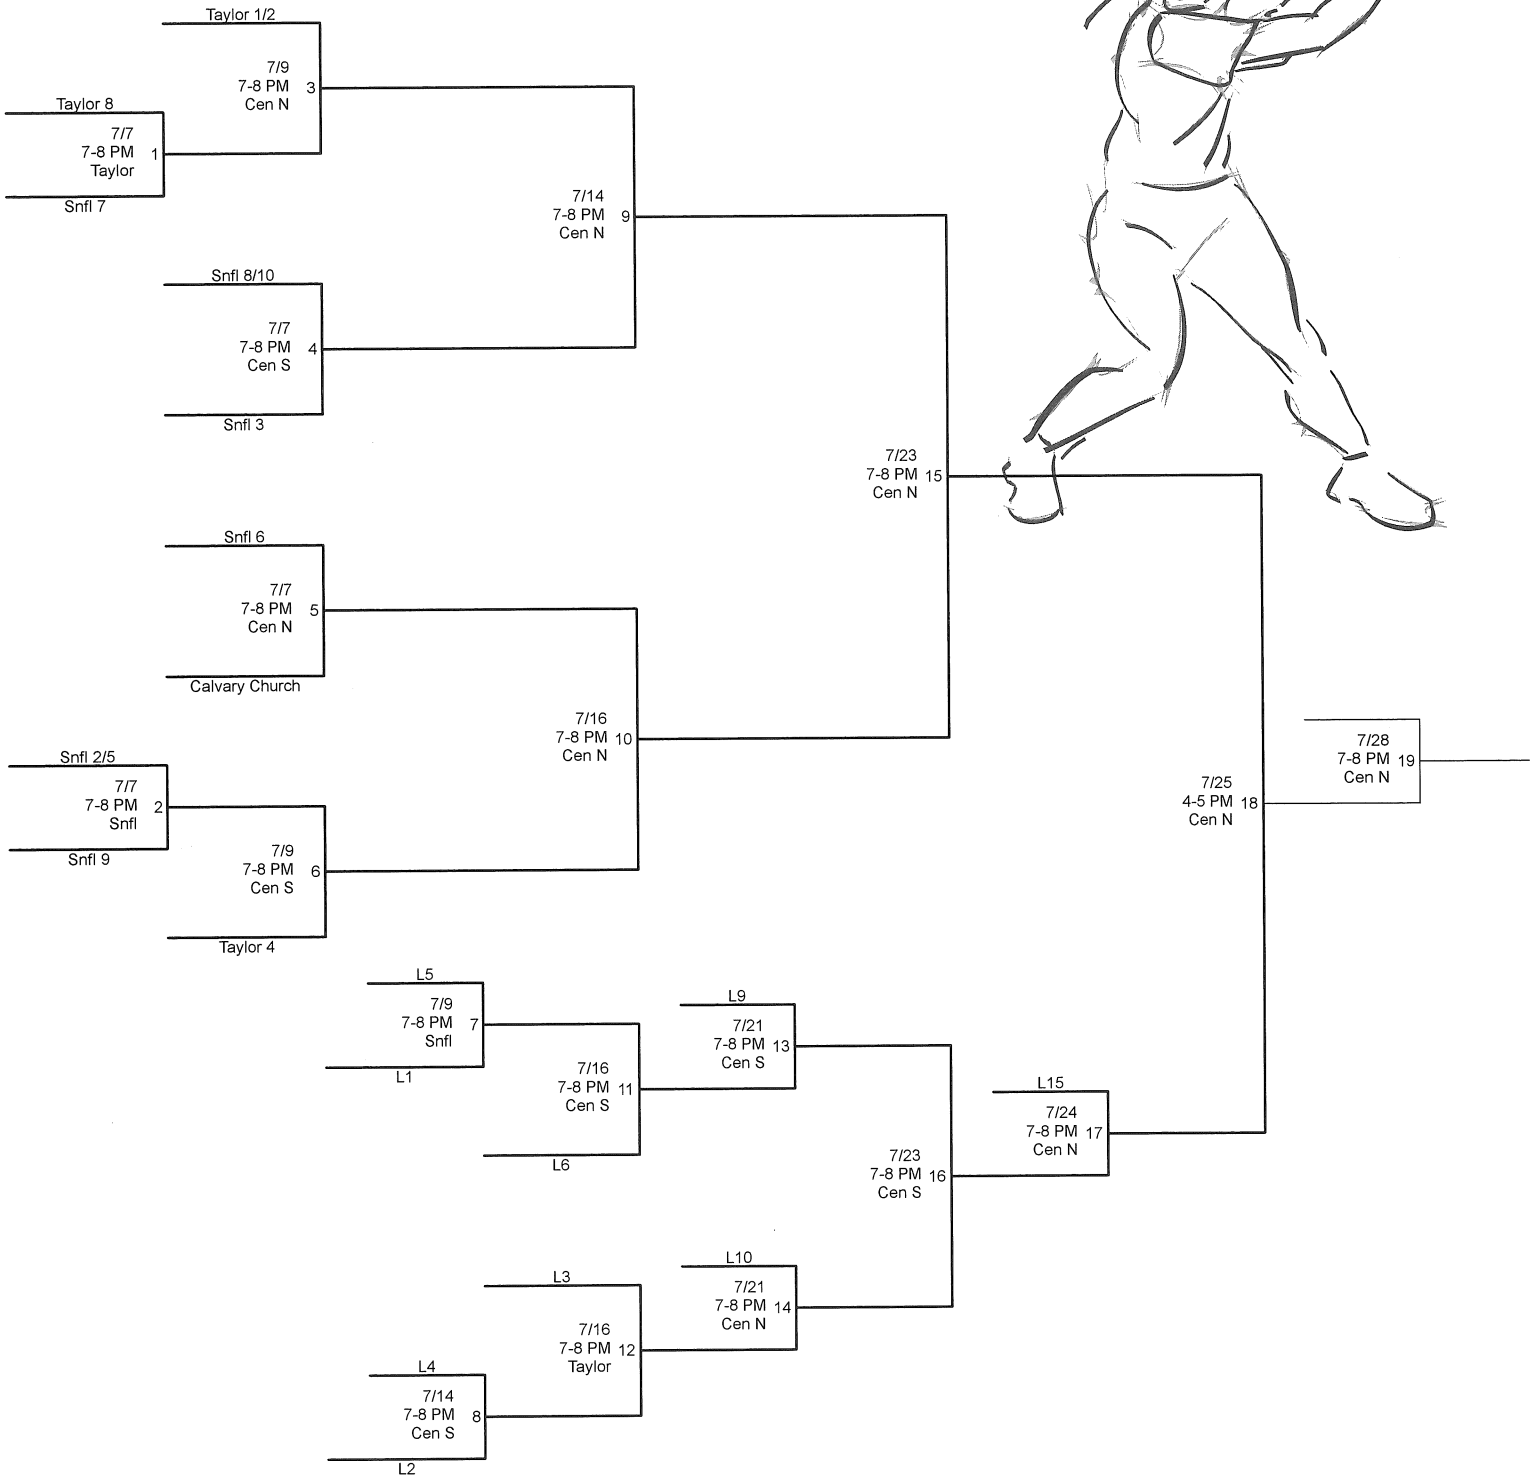 Taylor 1/2
7/9
7-8 PM 3
Cen N
Taylor 8
7/7
7-8 PM 1
Taylor
Snfl 7
7/14
7-8 PM 9
Cen N
Snfl 8/10
7/7
7-8 PM 4
Cen S
Snfl 3
7/23
7-8 PM 15
Cen N
Snfl 6
7/7
7-8 PM 5
Cen N
Calvary Church
7/16
7-8 PM 10
Cen N
Snfl 2/5
7/7
7-8 PM 2
Snfl
Snfl 9
7/9
7-8 PM 6
Cen S
Taylor 4
7/28
7-8 PM 19
Cen N
7/25
4-5 PM 18
Cen N
L5
7/9
7-8 PM 7
Snfl
L1
7/16
7-8 PM 11
Cen S
L6
L9
7/21
7-8 PM 13
Cen S
L15
7/24
7-8 PM 17
Cen N
7/23
7-8 PM 16
Cen S
L10
7/21
7-8 PM 14
Cen N
L3
7/16
7-8 PM 12
Taylor
L4
7/14
7-8 PM 8
Cen S
L2